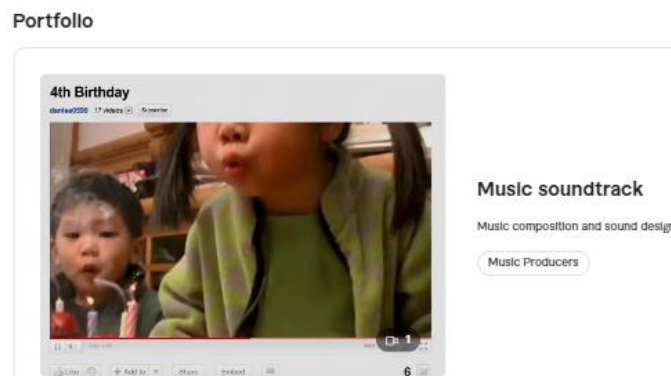 Portfolio
4th Birthday
17 videos
Subscribe
Music soundtrack
Music composition and sound desig
Music Producers
1
Like
Add to
Share
Embed
6